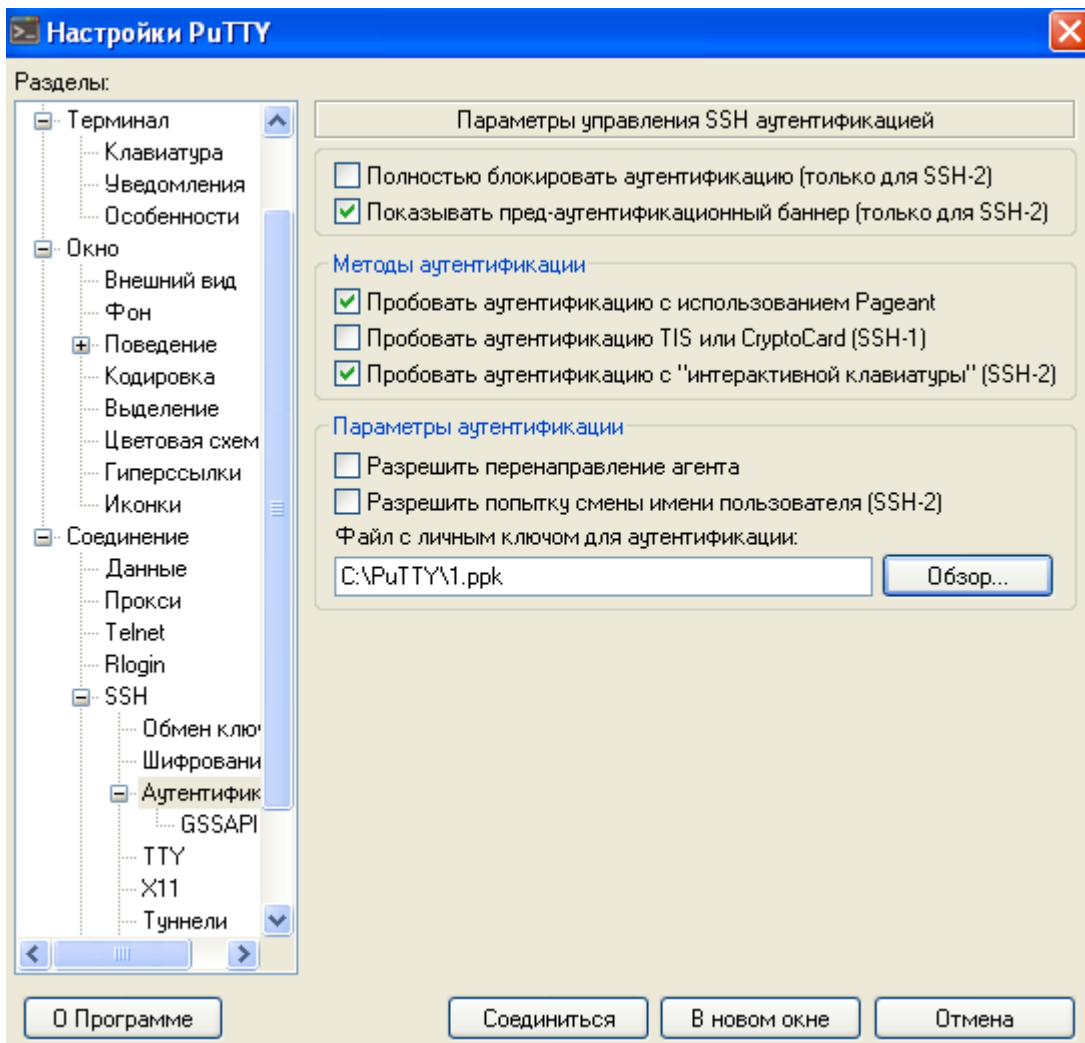 Настройки PuTTY
Разделы:
Терминал
Клавиатура
Уведомления
Особенности
Окно
Внешний вид
Фон
Поведение
Кодировка
Выделение
Цветовая схем
Гиперссылки
Иконки
Соединение
Данные
Прокси
Telnet
Rlogin
SSH
Обмен клю
Шифровани
Аутентифик
GSSAPI
TTY
X11
Туннели
Параметры управления SSH аутентификацией
Полностью блокировать аутентификацию (только для SSH-2)
Показывать пред-аутентификационный баннер (только для SSH-2)
Методы аутентификации
Пробовать аутентификацию с использованием Pageant
Пробовать аутентификацию TIS или CryptoCard (SSH-1)
Пробовать аутентификацию с "интерактивной клавиатуры" (SSH-2)
Параметры аутентификации
Разрешить перенаправление агента
Разрешить попытку смены имени пользователя (SSH-2)
Файл с личным ключом для аутентификации:
C:\PuTTY\1.ppk
Обзор...
О Программе
Соединиться
В новом окне
Отмена